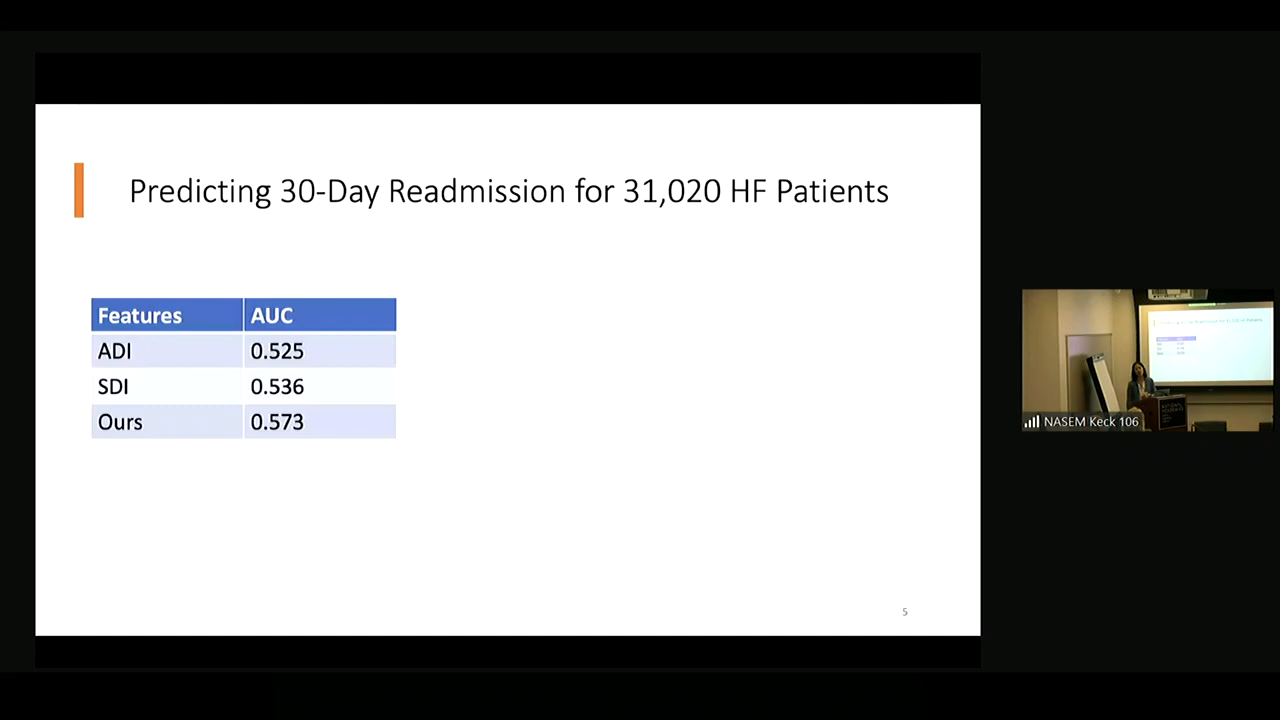 Predicting 30-Day Readmission for 31,020 HF Patients
Features AUC
ADI 0.525
SDI 0.536
Ours 0.573
5
NASEM Keck 106